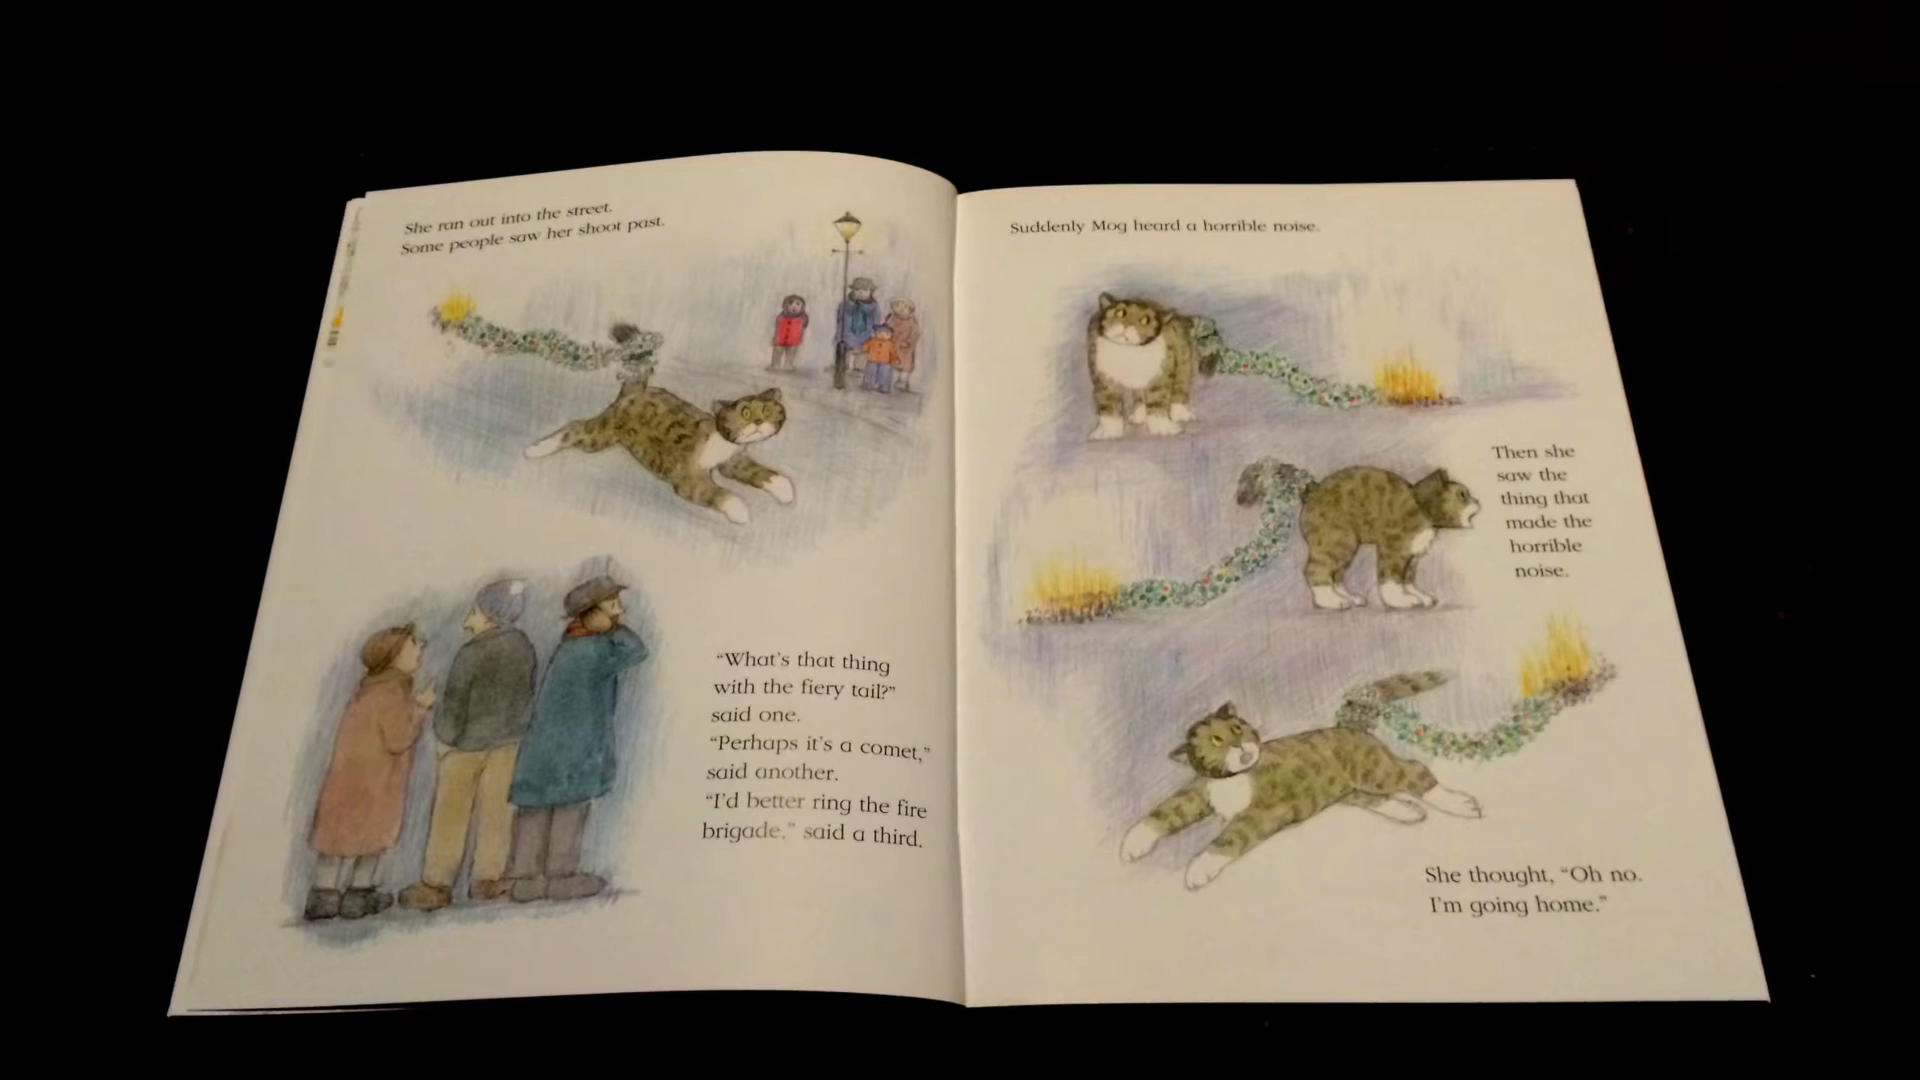 She ran out into the street.
Some people saw her shoot past.
“What's that thing
with the fiery tail?”
said one.
“Perhaps it's a comet,”
said another.
“I'd better ring the fire
brigade,” said a third.
Suddenly Mog heard a horrible noise.
Then she
saw the
thing that
made the
horrible
noise.
She thought, “Oh no.
I'm going home.”